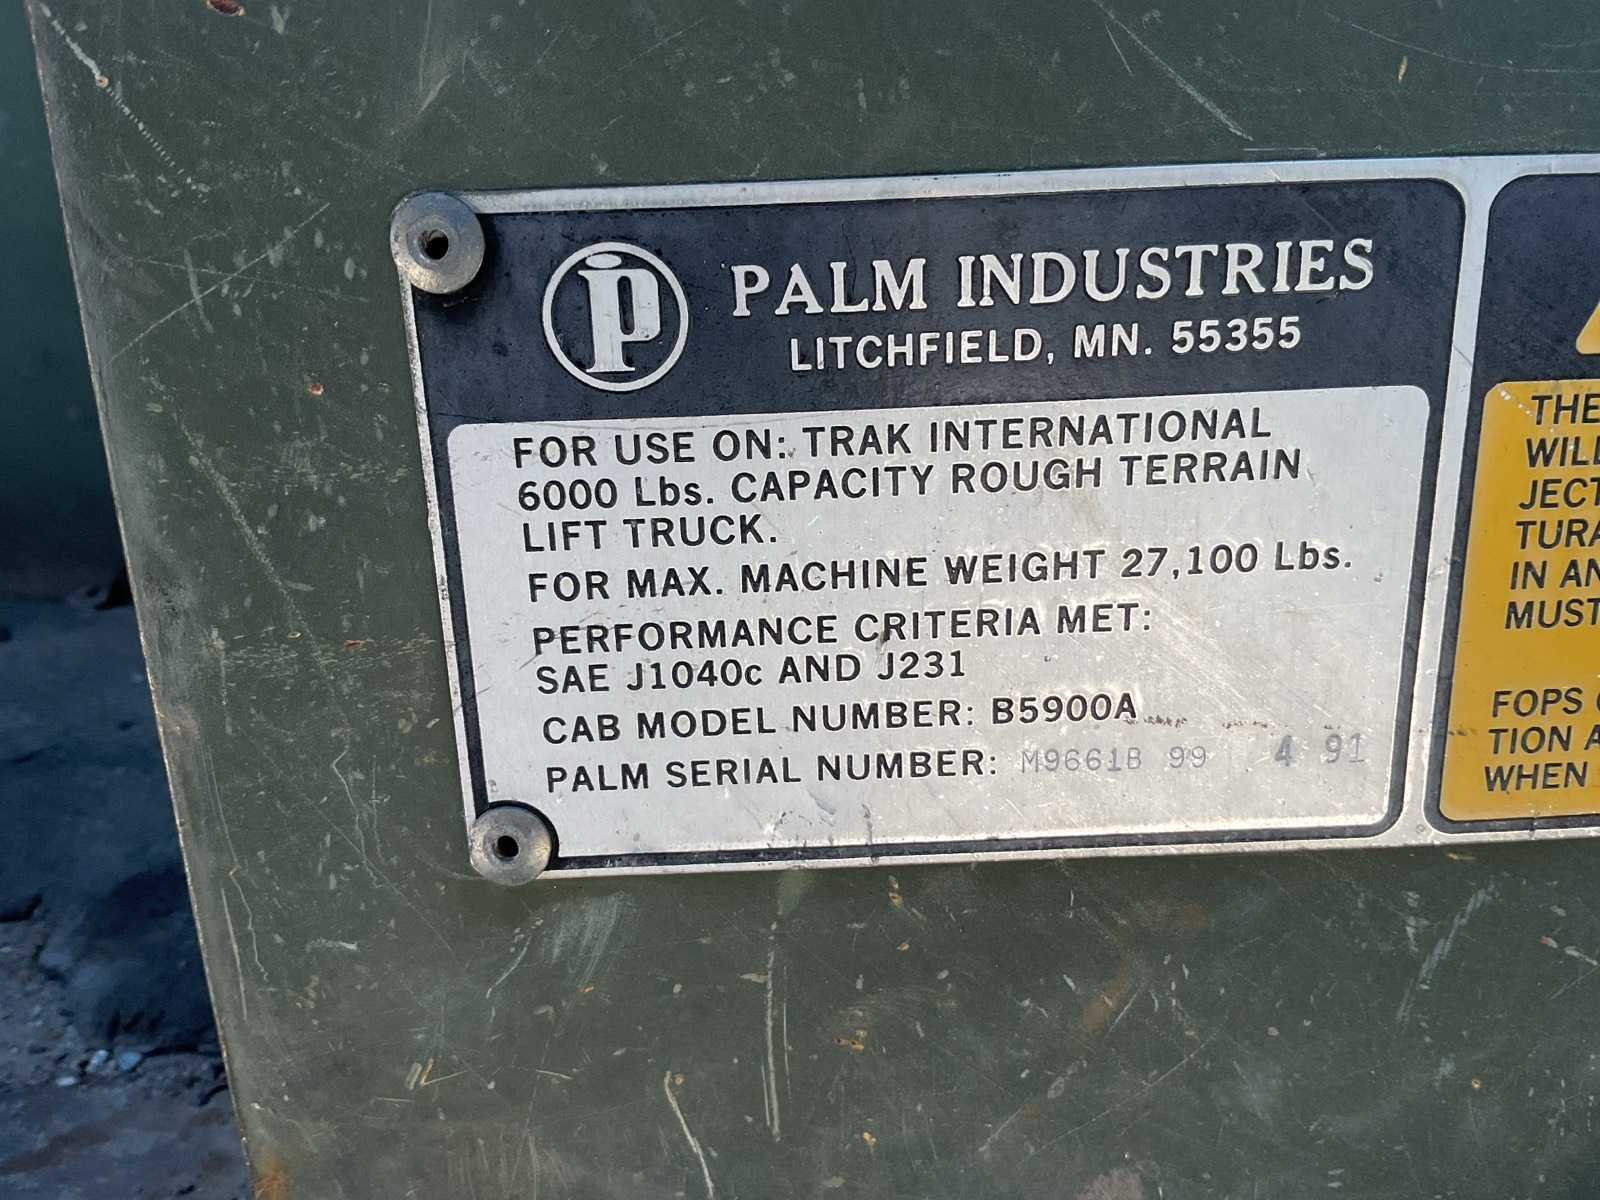 PALM INDUSTRIES
LITCHFIELD, MN. 55355
FOR USE ON: TRAK INTERNATIONAL
6000 Lbs. CAPACITY ROUGH TERRAIN
LIFT TRUCK.
FOR MAX. MACHINE WEIGHT 27,100 Lbs.
PERFORMANCE CRITERIA MET:
SAE J1040c AND J231
CAB MODEL NUMBER: B5900A
PALM SERIAL NUMBER: M9661B 99 4 91
THE
WILL
JECT
TURA
IN AN
MUST
FOPS
TION A
WHEN